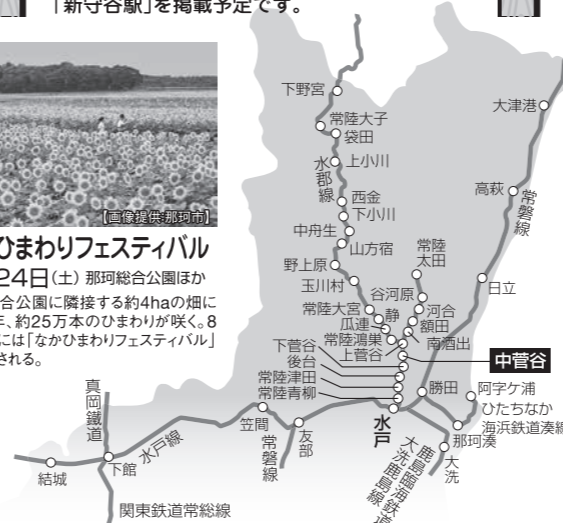 「新守谷駅」を掲載予定です。
【画像提供:那珂市】
ひまわりフェスティバル
24日(土) 那珂総合公園ほか
合公園に隣接する約4haの畑に
、約25万本のひまわりが咲く。8
には「なかひまわりフェスティバル」
される。
下野宮
常陸大子
袋田
上小川
水郡線
西金
下小川
中舟生
山方宿
野上原
玉川村
常陸大宮
瓜連
静
常陸鴻巣
上菅谷
常陸太田
谷河原
河合
額田
南酒出
下菅谷
後台
常陸津田
常陸青柳
中菅谷
大津港
高萩
常磐線
日立
勝田
阿字ケ浦
ひたちなか
海浜鉄道湊線
那珂湊
大洗
鹿島臨海鉄道
大洗鹿島線
水戸
真岡鐵道
水戸線
笠間
常磐線
友部
結城
下館
関東鉄道常総線